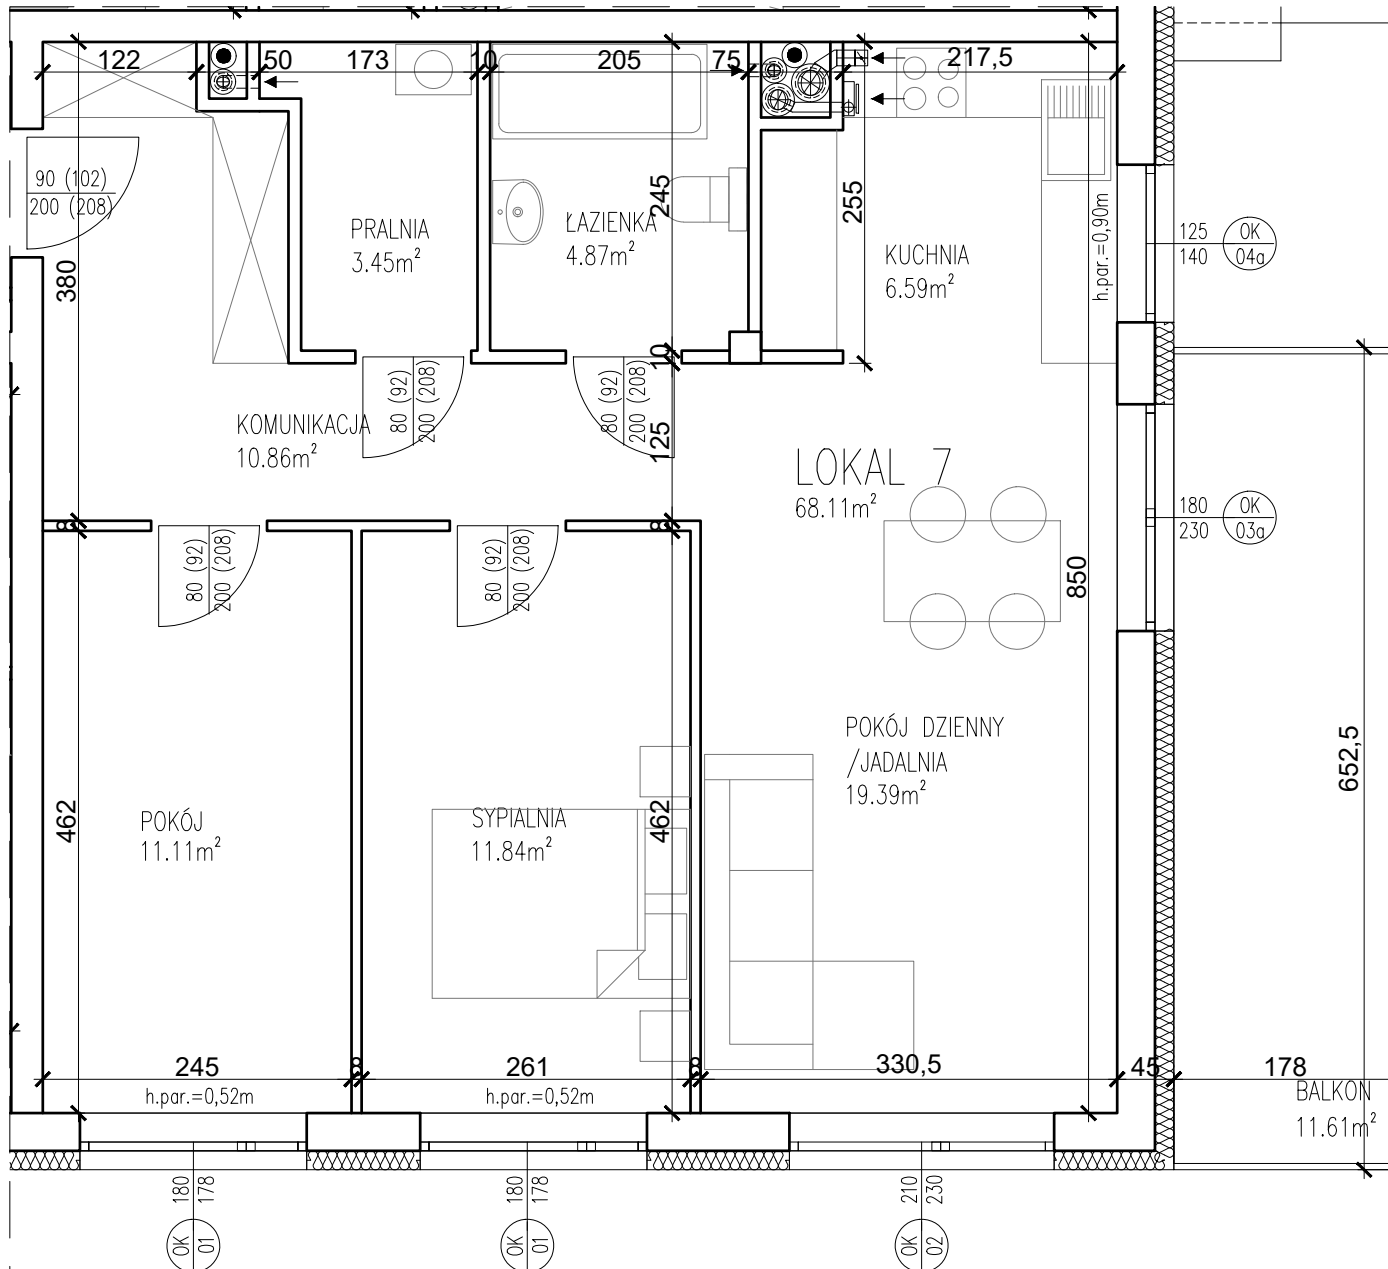 122
50
173
10
205
75
217,5
90 (102)
200 (208)
380
PRALNIA
3.45m²
ŁAZIENKA
4.87m²
245
255
KUCHNIA
6.59m²
h.par.=0,90m
125
140
OK
04a
KOMUNIKACJA
10.86m²
80 (92)
200 (208)
80 (92)
200 (208)
10
125
LOKAL 7
68.11m²
180
230
OK
03a
80 (92)
200 (208)
80 (92)
200 (208)
850
462
POKÓJ
11.11m²
SYPIALNIA
11.84m²
462
POKÓJ DZIENNY
/JADALNIA
19.39m²
652,5
245
261
330,5
45
178
h.par.=0,52m
h.par.=0,52m
BALKON
11.61m²
180
178
OK
01
180
178
OK
01
210
230
OK
02